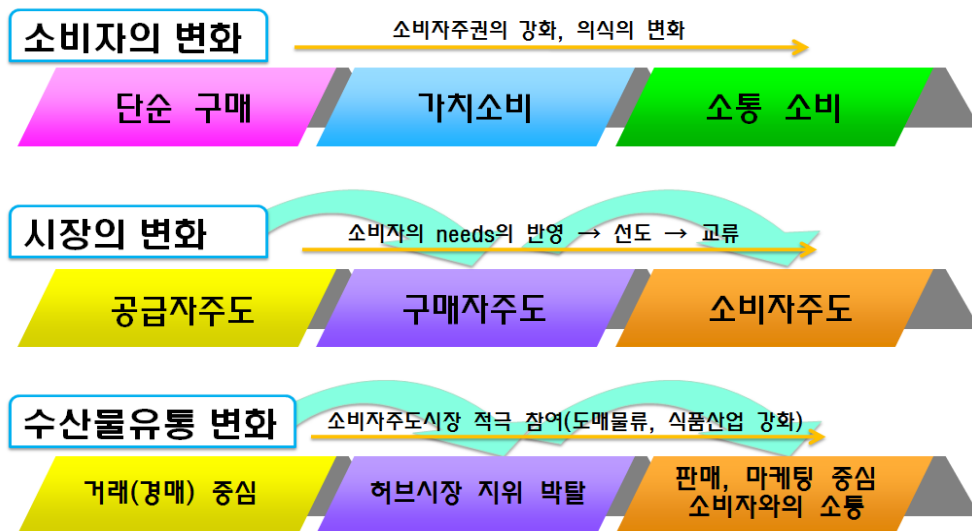 소비자의 변화
소비자주권의 강화, 의식의 변화
단순 구매
가치소비
소통 소비
시장의 변화
소비자의 needs의 반영 → 선도 → 교류
공급자주도
구매자주도
소비자주도
수산물유통 변화
소비자주도시장 적극 참여(도매물류, 식품산업 강화)
거래(경매) 중심
허브시장 지위 박탈
판매, 마케팅 중심
소비자와의 소통